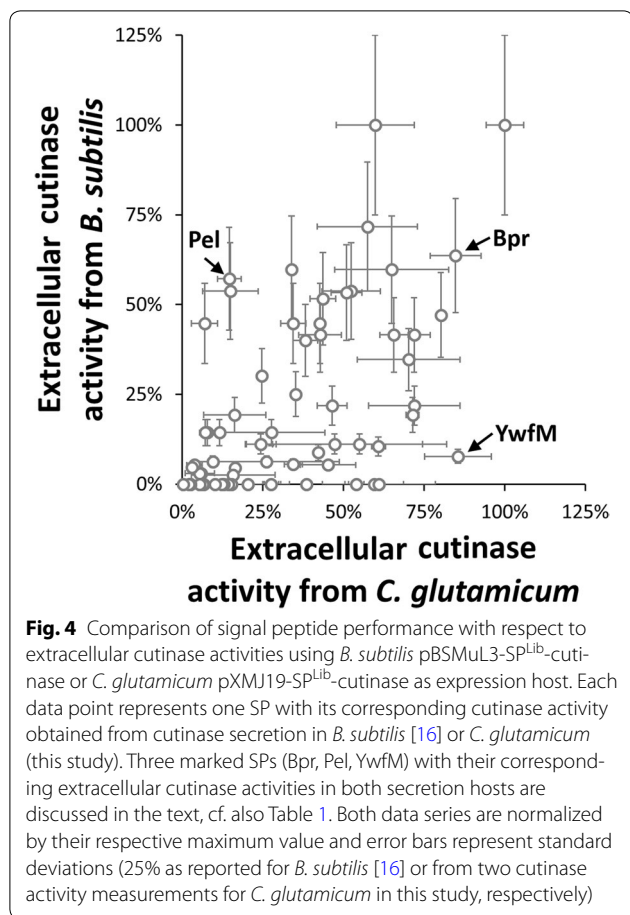 125%
100%
75%
50%
25%
0%
Extracellular cutinase
activity from B. subtilis
Pel
Bpr
YwfM
0%
25%
50%
75%
100%
125%
Extracellular cutinase
activity from C. glutamicum
Fig. 4 Comparison of signal peptide performance with respect to
extracellular cutinase activities using B. subtilis pBSMuL3-SP^Lib-cuti-
nase or C. glutamicum pXMJ19-SP^Lib-cutinase as expression host. Each
data point represents one SP with its corresponding cutinase activity
obtained from cutinase secretion in B. subtilis [16] or C. glutamicum
(this study). Three marked SPs (Bpr, Pel, YwfM) with their correspond-
ing extracellular cutinase activities in both secretion hosts are
discussed in the text, cf. also Table 1. Both data series are normalized
by their respective maximum value and error bars represent standard
deviations (25% as reported for B. subtilis [16] or from two cutinase
activity measurements for C. glutamicum in this study, respectively)